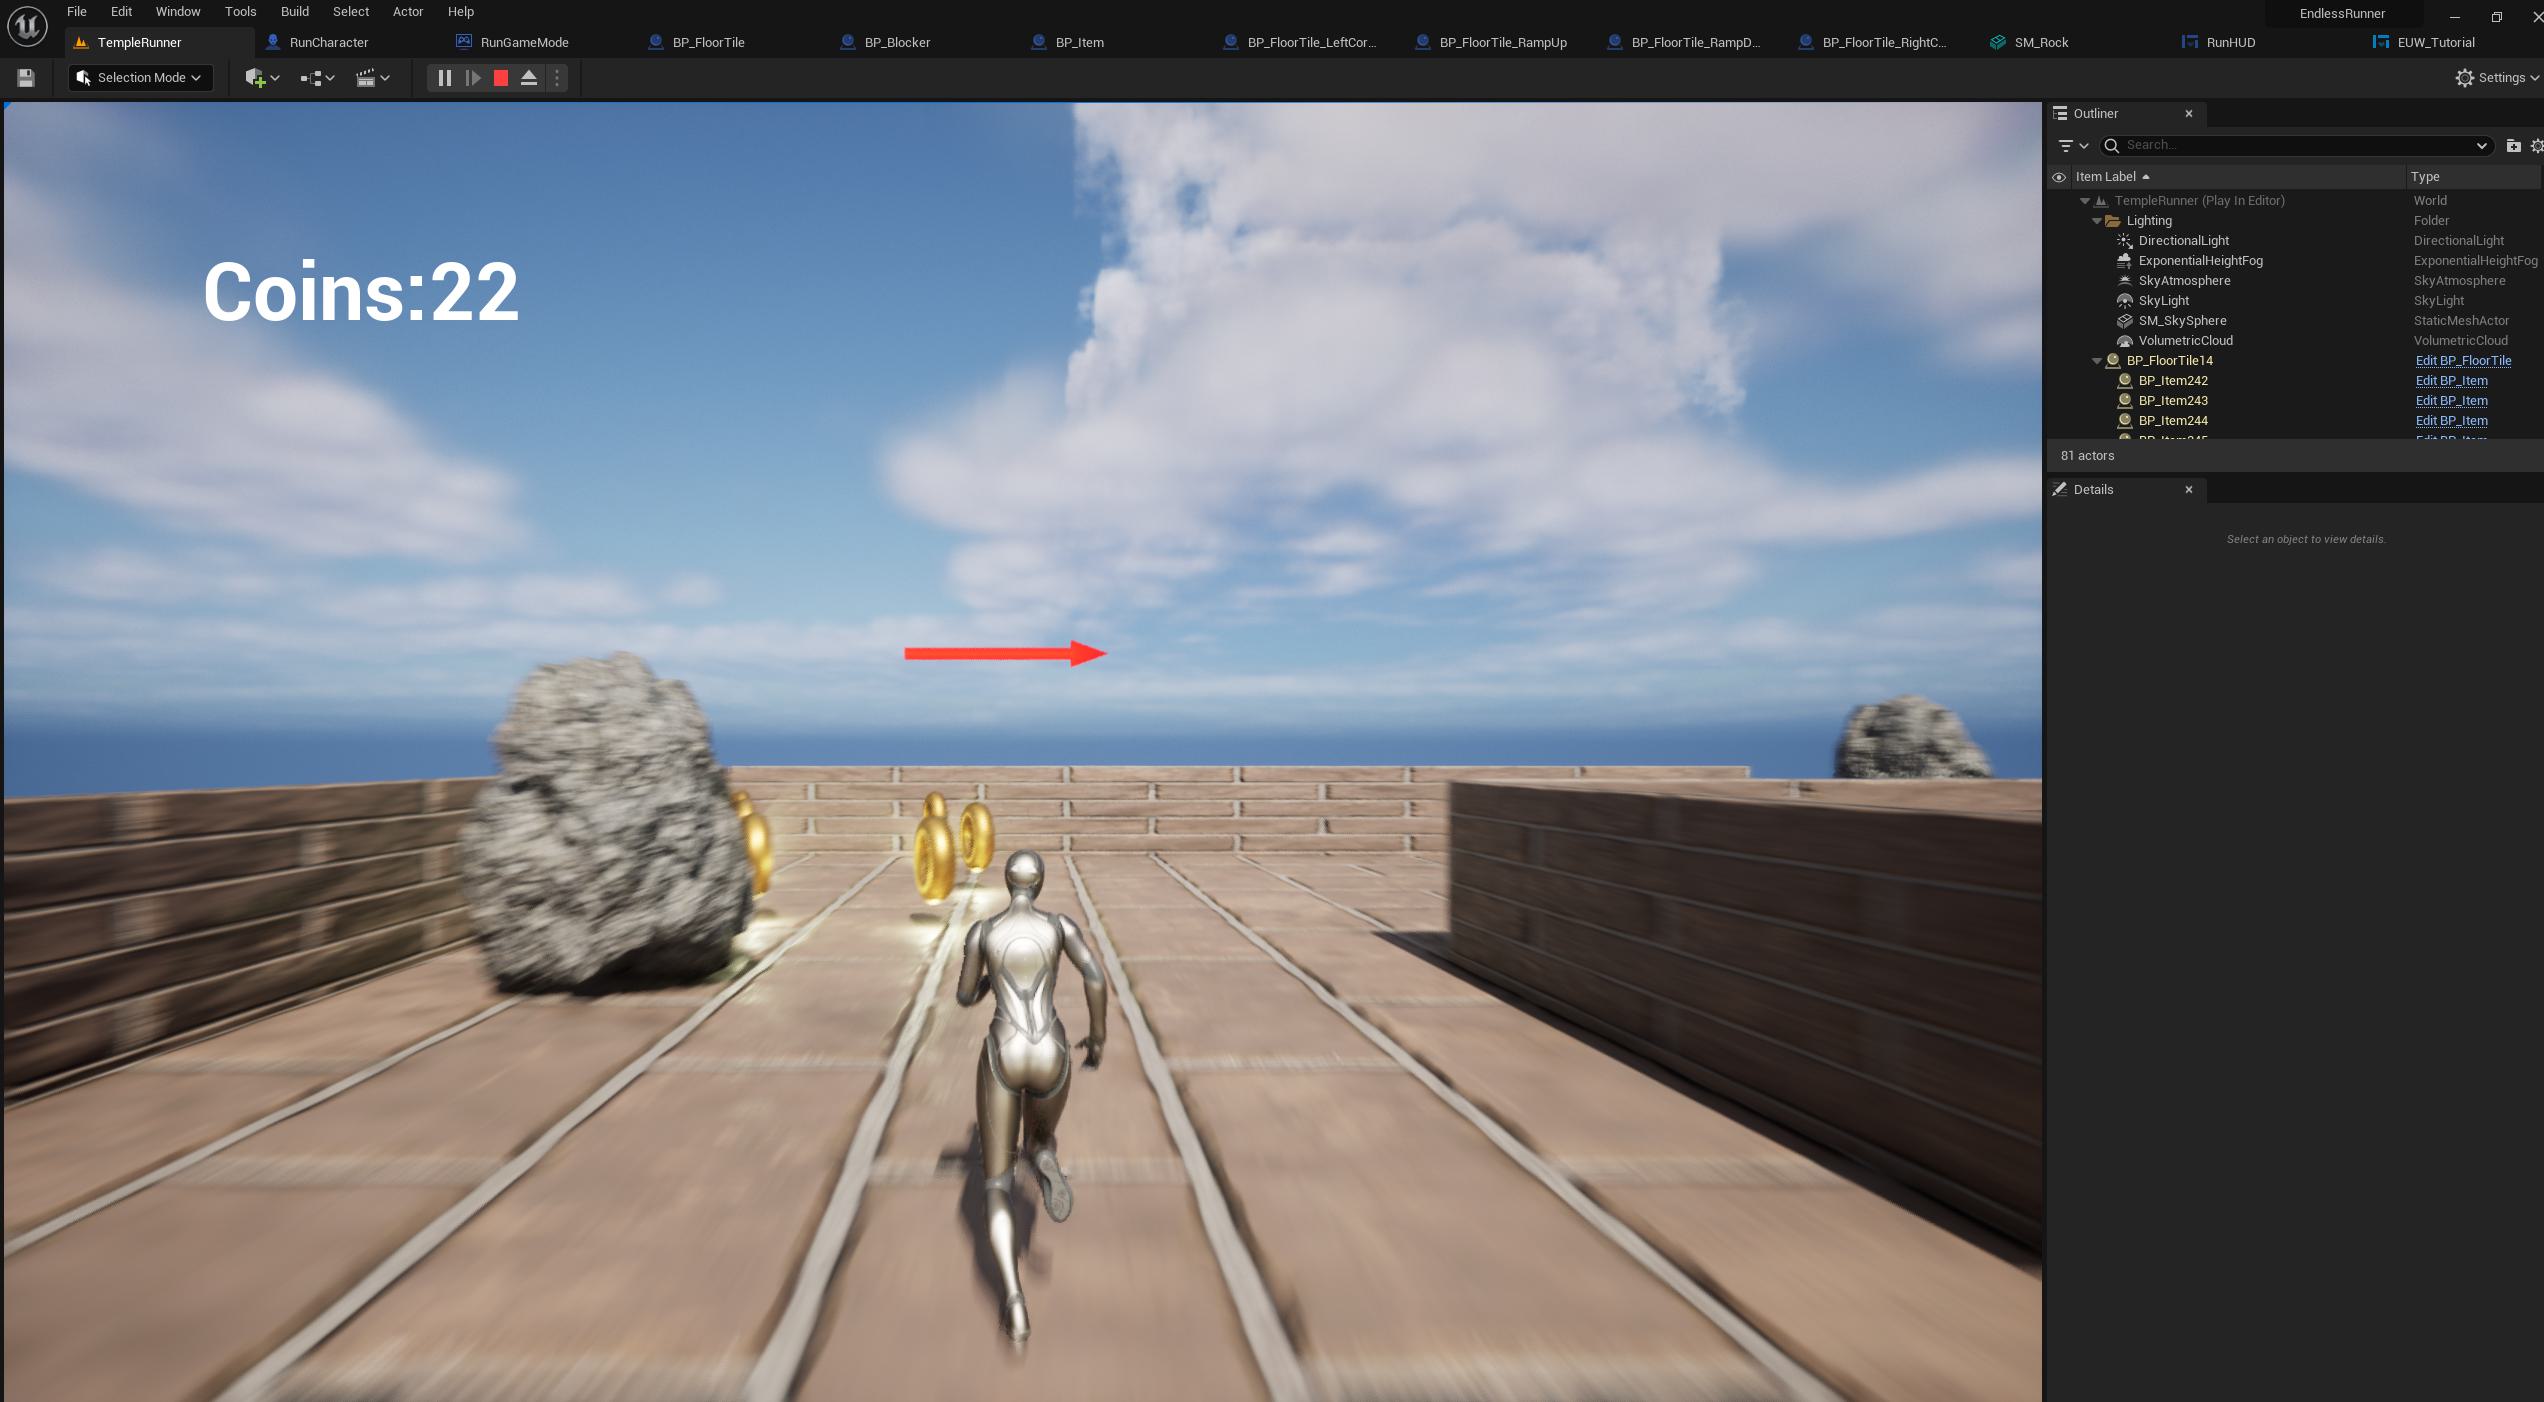 File Edit Window Tools Build Select Actor Help
EndlessRunner
TempleRunner RunCharacter RunGameMode BP_FloorTile BP_Blocker BP_Item BP_FloorTile_LeftCor... BP_FloorTile_RampUp BP_FloorTile_RampD... BP_FloorTile_RightC... SM_Rock RunHUD EUW_Tutorial
Selection Mode
Settings
Coins:22
Outliner
Search...
Item Label Type
TempleRunner (Play In Editor) World
Lighting Folder
DirectionalLight DirectionalLight
ExponentialHeightFog ExponentialHeightFog
SkyAtmosphere SkyAtmosphere
SkyLight SkyLight
SM_SkySphere StaticMeshActor
VolumetricCloud VolumetricCloud
BP_FloorTile14 Edit BP_FloorTile
BP_Item242 Edit BP_Item
BP_Item243 Edit BP_Item
BP_Item244 Edit BP_Item
81 actors
Details
Select an object to view details.